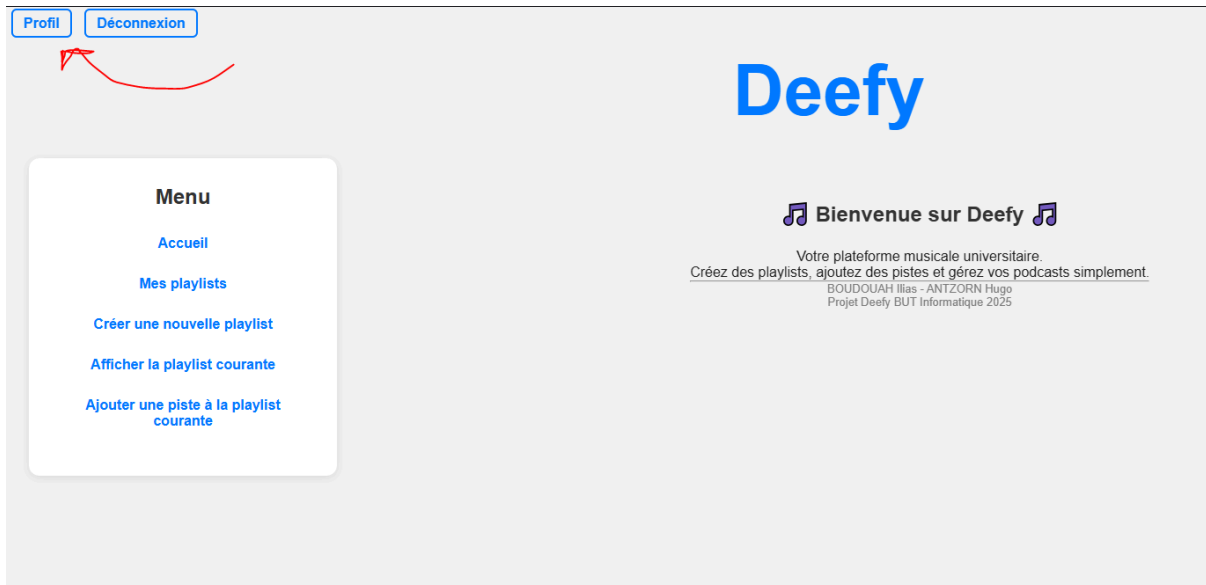 Profil Déconnexion
Deefy
Menu
Accueil
Mes playlists
Créer une nouvelle playlist
Afficher la playlist courante
Ajouter une piste à la playlist
courante
🎵 Bienvenue sur Deefy 🎵
Votre plateforme musicale universitaire.
Créez des playlists, ajoutez des pistes et gérez vos podcasts simplement.
BOUDOUAH Ilias - ANTZORN Hugo
Projet Deefy BUT Informatique 2025